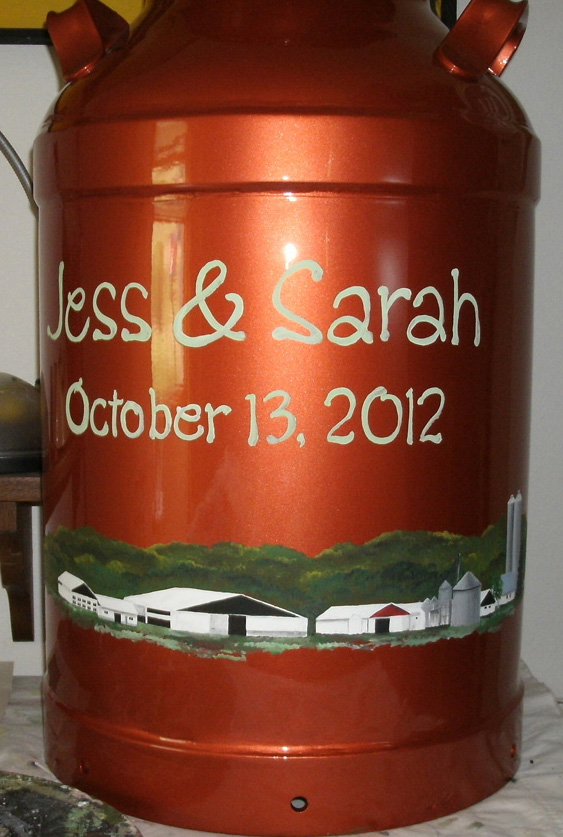 Jess & Sarah
October 13, 2012